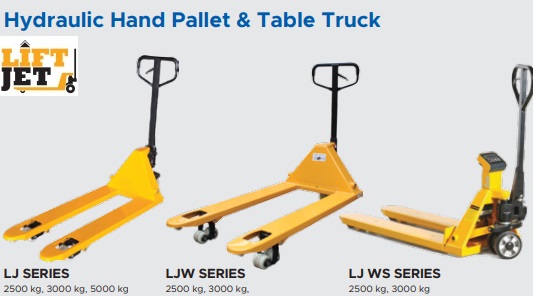 Hydraulic Hand Pallet & Table Truck
LIFT
JET
LJ SERIES
2500 kg, 3000 kg, 5000 kg
LJW SERIES
2500 kg, 3000 kg,
LJ WS SERIES
2500 kg, 3000 kg